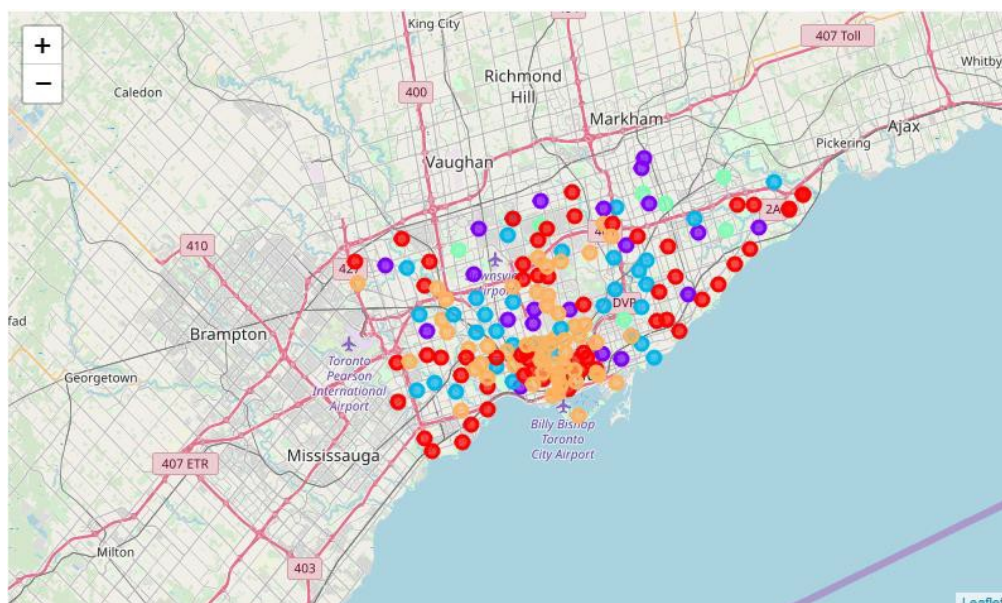 +
−
King City
407 Toll
Whitby
Caledon
400
Richmond
Hill
Markham
Ajax
Pickering
Vaughan
2A
410
427
Airport
DVP
Brampton
Toronto
Pearson
International
Airport
Georgetown
Billy Bishop
Toronto
City Airport
Mississauga
407 ETR
Milton
403